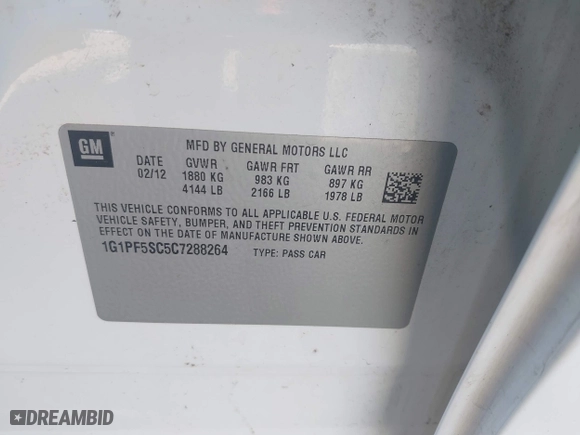 GM ®
MFD BY GENERAL MOTORS LLC
DATE GVWR GAWR FRT GAWR RR
02/12 1880 KG 983 KG 897 KG
4144 LB 2166 LB 1978 LB
THIS VEHICLE CONFORMS TO ALL APPLICABLE U.S. FEDERAL MOTOR
VEHICLE SAFETY, BUMPER, AND THEFT PREVENTION STANDARDS
IN EFFECT ON THE DATE OF MANUFACTURE SHOWN ABOVE.
1G1PF5SC5C7288264 TYPE: PASS CAR
DREAMBID